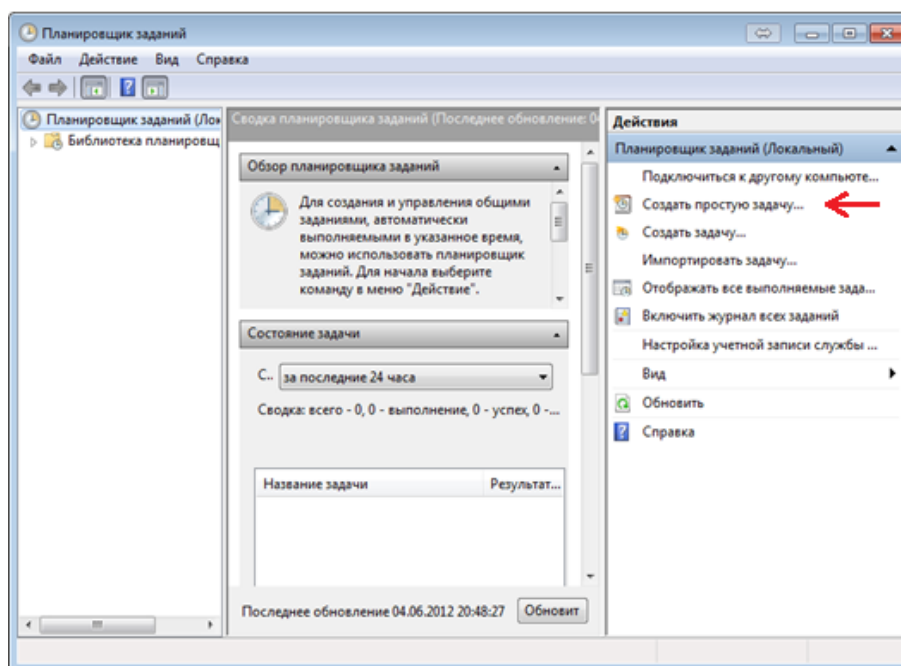 Планировщик заданий
Файл Действие Вид Справка
Планировщик заданий (Лок
Библиотека планировщ
Сводка планировщика заданий (Последнее обновление: 04
Обзор планировщика заданий
Для создания и управления общими
заданиями, автоматически
выполняемыми в указанное время,
можно использовать планировщик
заданий. Для начала выберите
команду в меню "Действие".
Состояние задачи
С.. за последние 24 часа
Сводка: всего - 0, 0 - выполнение, 0 - успех, 0 -...
Название задачи Результат...
Последнее обновление 04.06.2012 20:48:27 Обновит
Действия
Планировщик заданий (Локальный)
Подключиться к другому компьюте...
Создать простую задачу...
Создать задачу...
Импортировать задачу...
Отображать все выполняемые зада...
Включить журнал всех заданий
Настройка учетной записи службы ...
Вид
Обновить
Справка